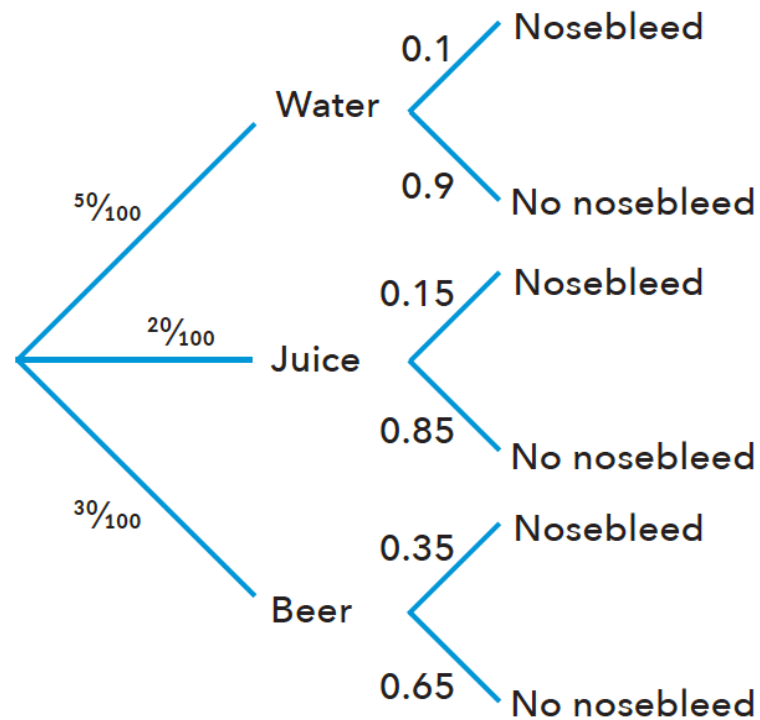 Nosebleed
0.1
Water
0.9
No nosebleed
50/100
Nosebleed
0.15
20/100
Juice
0.85
No nosebleed
30/100
Nosebleed
0.35
Beer
0.65
No nosebleed